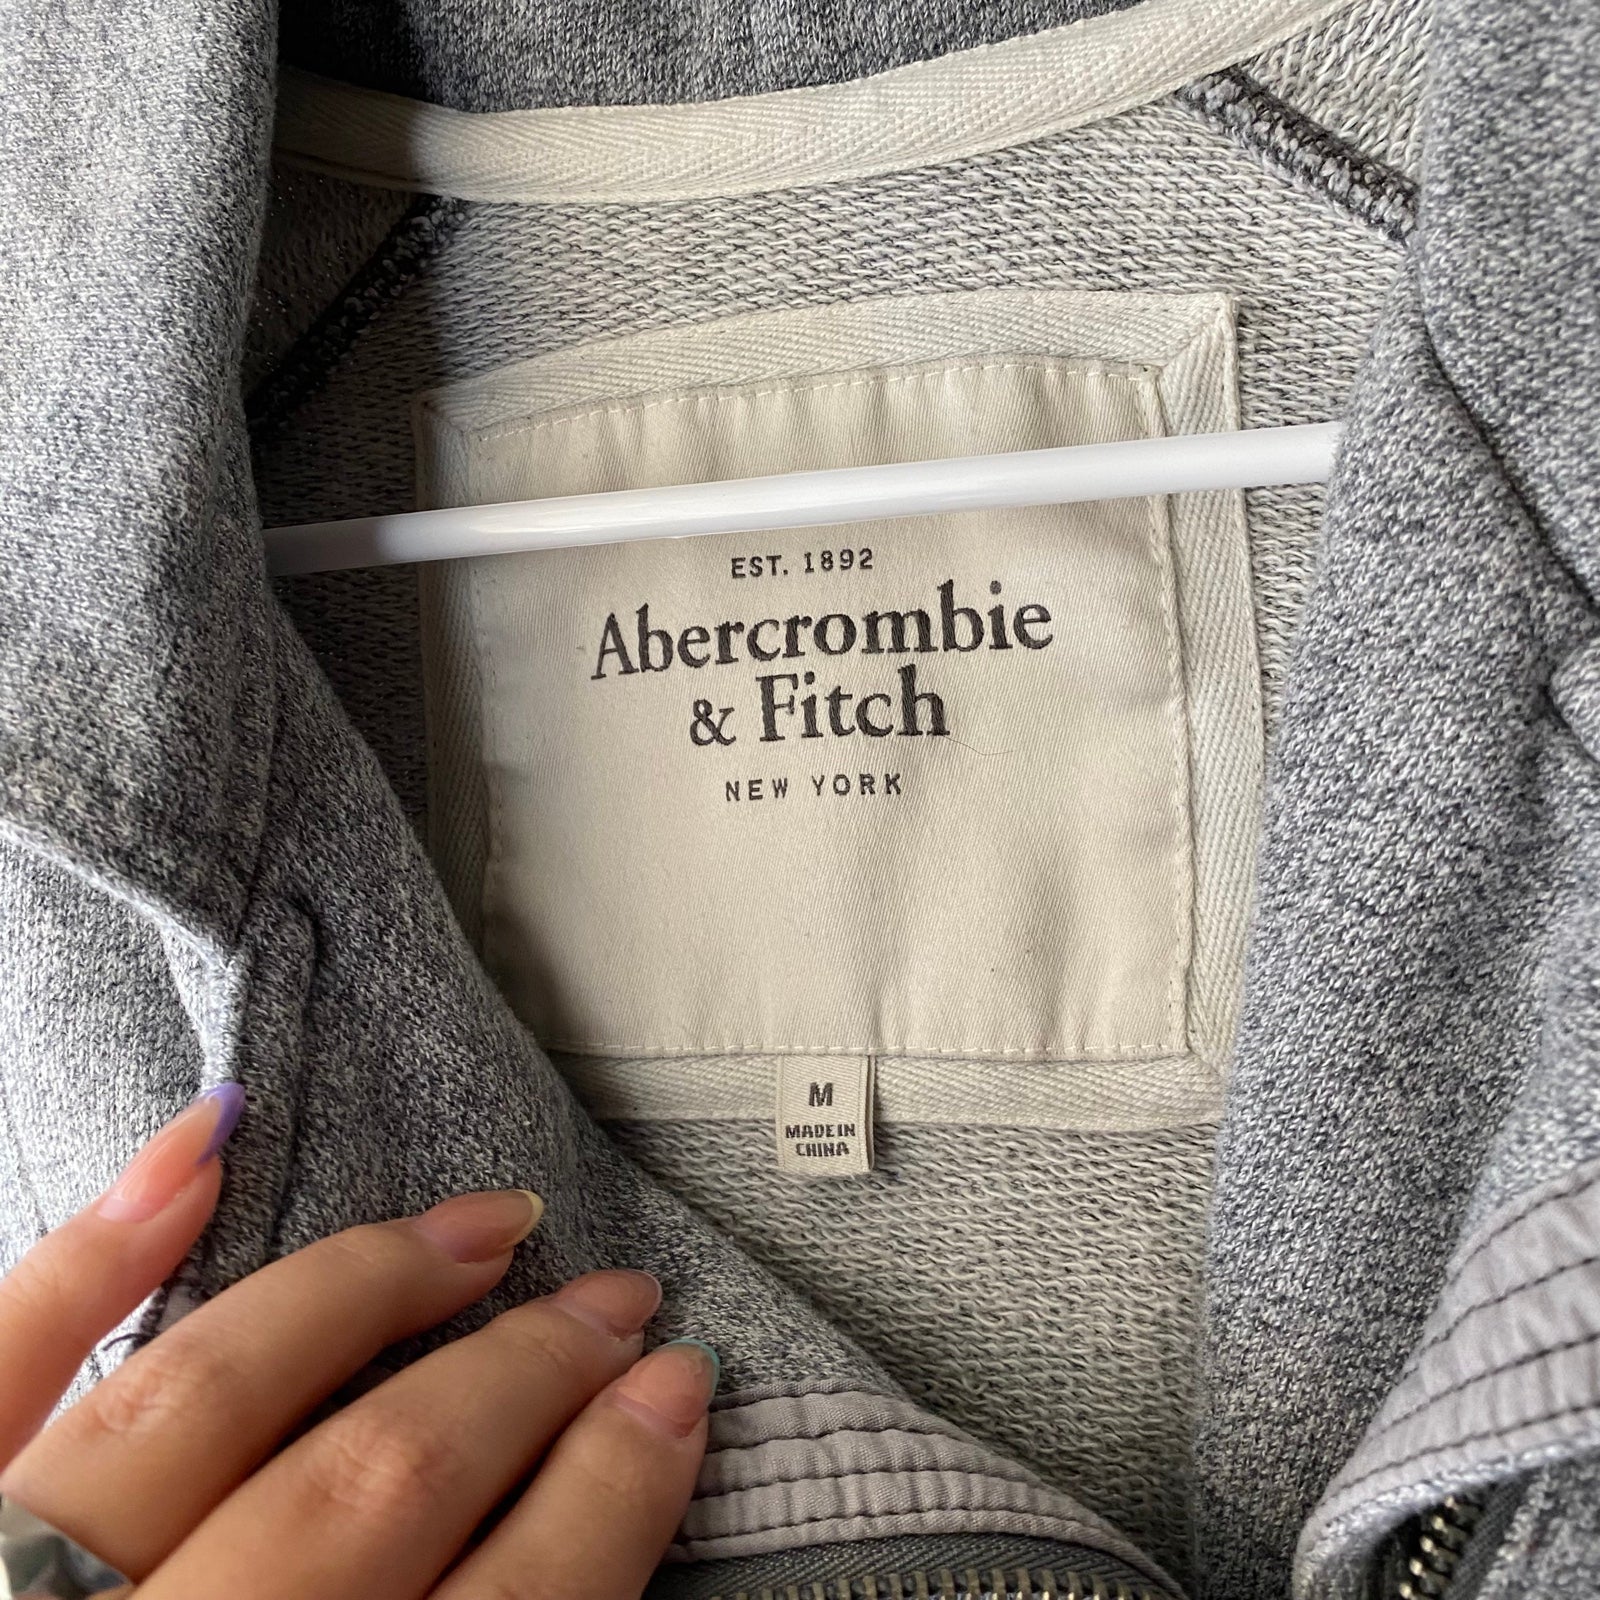 EST. 1892
Abercrombie
& Fitch
NEW YORK
M
MADE IN
CHINA